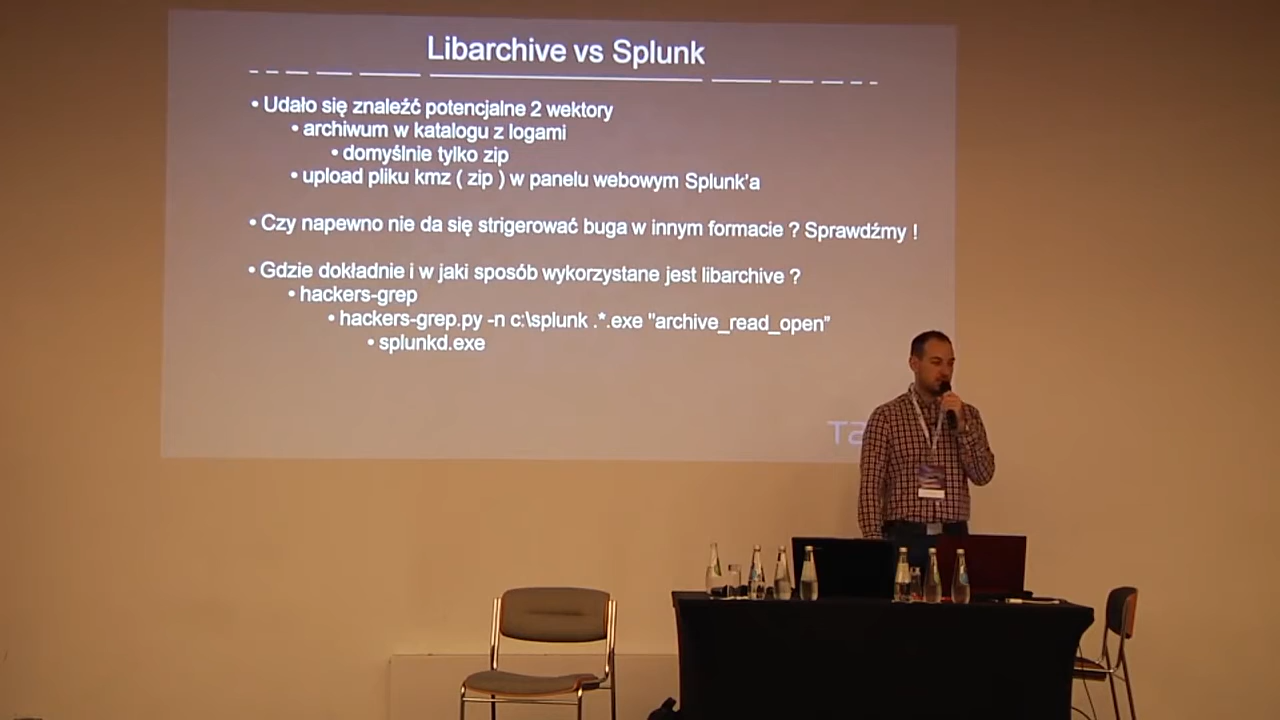 Libarchive vs Splunk
• Udało się znaleźć potencjalne 2 wektory
• archiwum w katalogu z logami
• domyślnie tylko zip
• upload pliku kmz ( zip ) w panelu webowym Splunk’a
• Czy napewno nie da się strigerować buga w innym formacie ? Sprawdźmy !
• Gdzie dokładnie i w jaki sposób wykorzystane jest libarchive ?
• hackers-grep
• hackers-grep.py -n c:\splunk .*.exe "archive_read_open”
• splunkd.exe